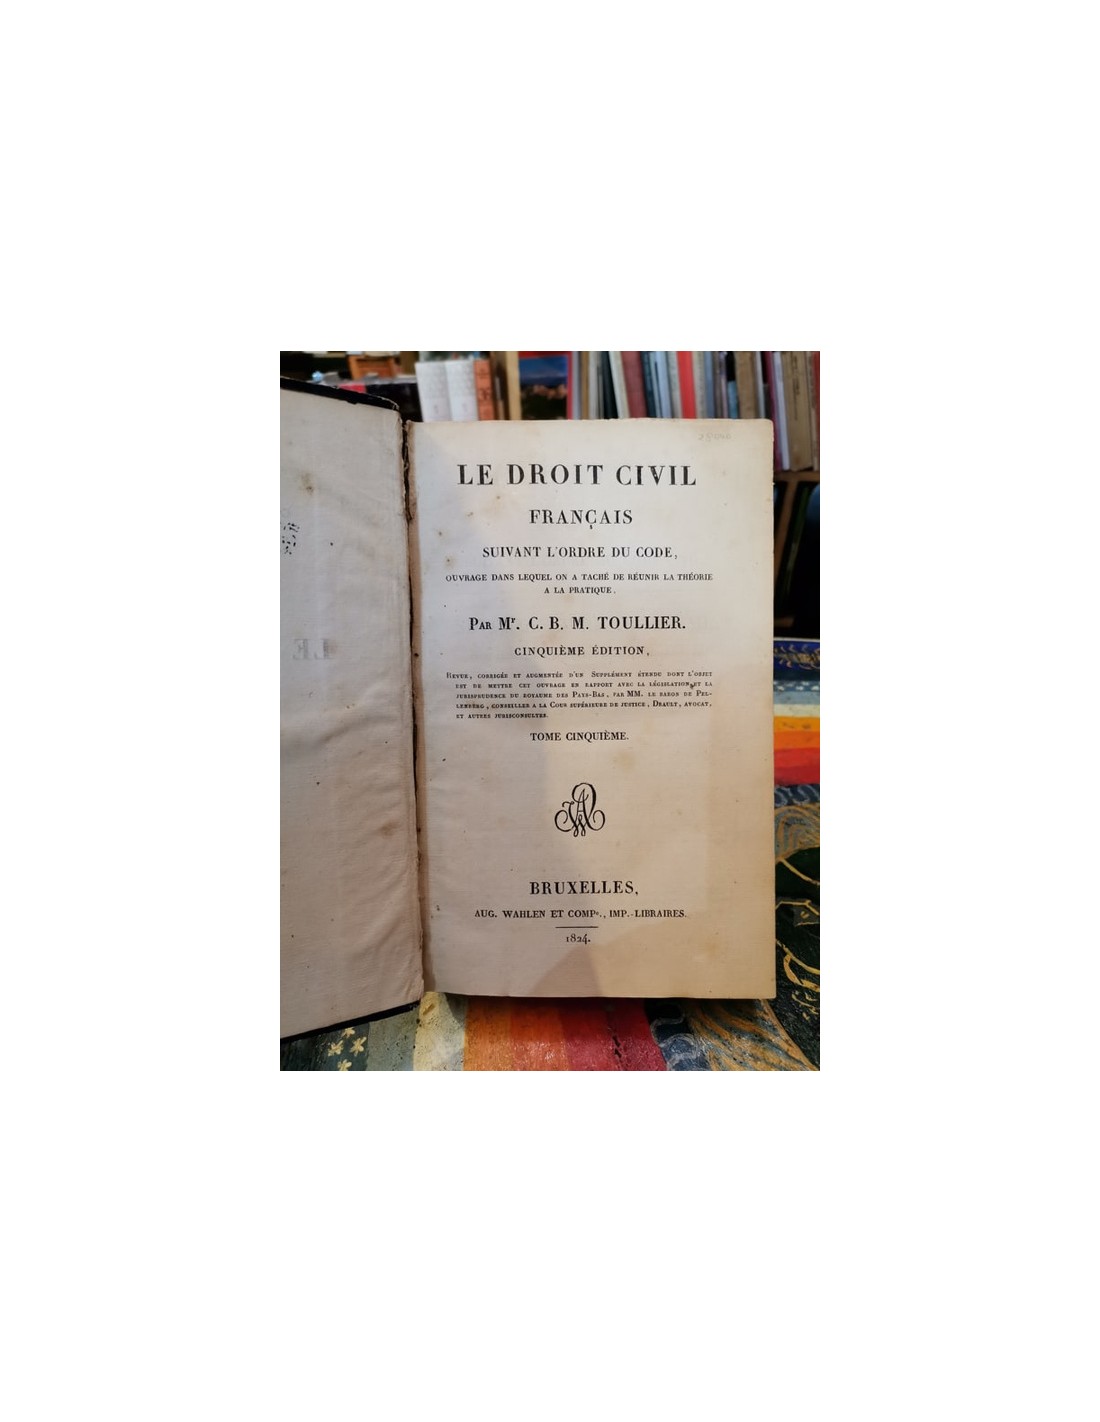 LE DROIT CIVIL
FRANÇAIS
SUIVANT L'ORDRE DU CODE,
OUVRAGE DANS LEQUEL ON A TACHÉ DE RÉUNIR LA THÉORIE
A LA PRATIQUE.
PAR Mr. C. B. M. TOULLIER.
CINQUIÈME ÉDITION,
REVUE, CORRIGÉE ET AUGMENTÉE D'UN SUPPLÉMENT ÉTENDU DONT L'OBJET
EST DE METTRE CET OUVRAGE EN RAPPORT AVEC LA LÉGISLATION ET LA
JURISPRUDENCE DU ROYAUME DES PAYS-BAS, PAR MM. LE BARON DE PEL-
LENBERG, CONSEILLER A LA COUR SUPÉRIEURE DE JUSTICE, DBAULT, AVOCAT,
ET AUTRES JURISCONSULTES.
TOME CINQUIÈME.
BRUXELLES,
AUG. WAHLEN ET COMPe., IMP.-LIBRAIRES.
1824.